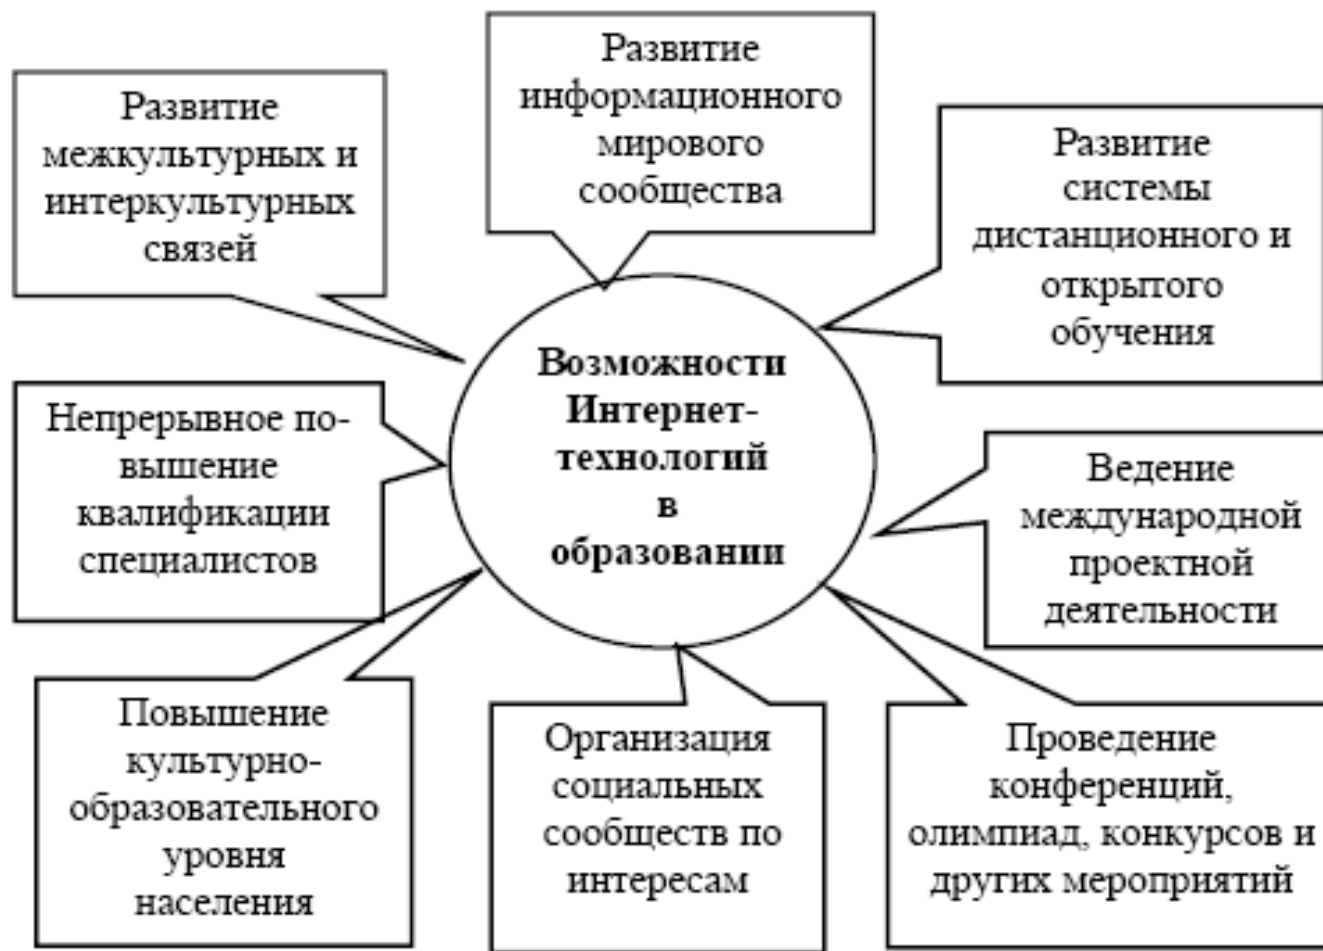 Развитие
межкультурных и
интеркультурных
связей
Развитие
информационного
мирового
сообщества
Развитие
системы
дистанционного и
открытого
обучения
Возможности
Интернет-
технологий
в
образовании
Непрерывное по-
вышение
квалификации
специалистов
Ведение
международной
проектной
деятельности
Повышение
культурно-
образовательного
уровня
населения
Организация
социальных
сообществ по
интересам
Проведение
конференций,
олимпиад, конкурсов и
других мероприятий